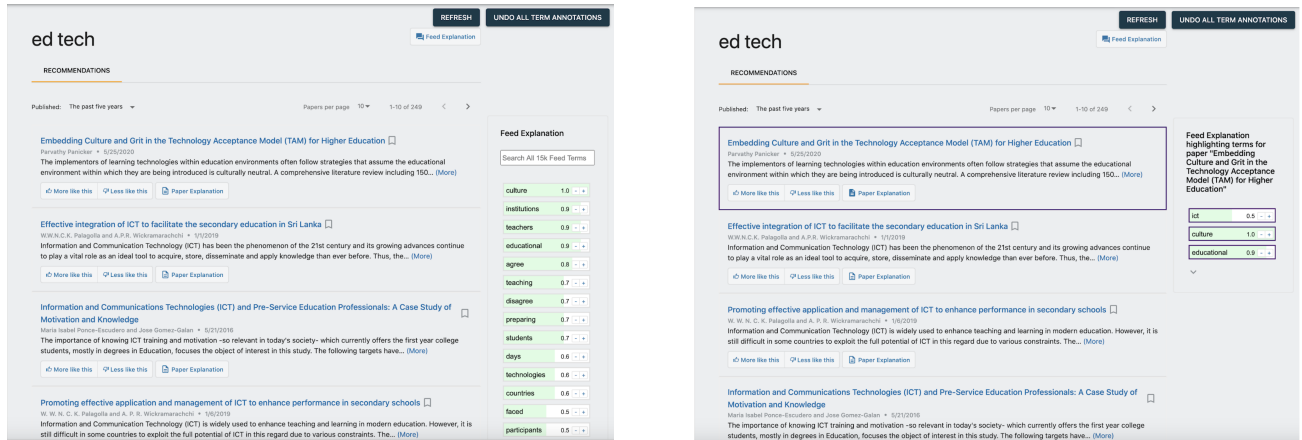 REFRESH
UNDO ALL TERM ANNOTATIONS
Feed Explanation
ed tech
RECOMMENDATIONS
Published: The past five years
Papers per page 10 1-10 of 249
Embedding Culture and Grit in the Technology Acceptance Model (TAM) for Higher Education
Parvathy Panicker • 5/25/2020
The implementors of learning technologies within education environments often follow strategies that assume the educational
environment within which they are being introduced is culturally neutral. A comprehensive literature review including 150... (More)
More like this Less like this Paper Explanation
Effective integration of ICT to facilitate the secondary education in Sri Lanka
W.W.N.C.K. Palagolla and A.P.R. Wickramarachchi • 1/1/2019
Information and Communication Technology (ICT) has been the phenomenon of the 21st century and its growing advances continue
to play a vital role as an ideal tool to acquire, store, disseminate and apply knowledge than ever before. Thus, the... (More)
More like this Less like this Paper Explanation
Information and Communications Technologies (ICT) and Pre-Service Education Professionals: A Case Study of
Motivation and Knowledge
Maria Isabel Ponce-Escudero and Jose Gomez-Galan • 5/21/2016
The importance of knowing ICT training and motivation -so relevant in today's society- which currently offers the first year college
students, mostly in degrees in Education, focuses the object of interest in this study. The following targets have... (More)
More like this Less like this Paper Explanation
Promoting effective application and management of ICT to enhance performance in secondary schools
W. W. N. C. K. Palagolla and A. P. R. Wickramarachchi • 1/6/2019
Information and Communication Technology (ICT) is widely used to enhance teaching and learning in modern education. However, it is
still difficult in some countries to exploit the full potential of ICT in this regard due to various constraints. The... (More)
Feed Explanation
Search All 15k Feed Terms
culture 1.0 - +
institutions 0.9 - +
teachers 0.9 - +
educational 0.9 - +
agree 0.8 - +
teaching 0.7 - +
disagree 0.7 - +
preparing 0.7 - +
students 0.7 - +
days 0.6 - +
technologies 0.6 - +
countries 0.6 - +
faced 0.5 - +
participants 0.5 - +
REFRESH
UNDO ALL TERM ANNOTATIONS
Feed Explanation
ed tech
RECOMMENDATIONS
Published: The past five years
Papers per page 10 1-10 of 249
Embedding Culture and Grit in the Technology Acceptance Model (TAM) for Higher Education
Parvathy Panicker • 5/25/2020
The implementors of learning technologies within education environments often follow strategies that assume the educational
environment within which they are being introduced is culturally neutral. A comprehensive literature review including 150... (More)
More like this Less like this Paper Explanation
Effective integration of ICT to facilitate the secondary education in Sri Lanka
W.W.N.C.K. Palagolla and A.P.R. Wickramarachchi • 1/1/2019
Information and Communication Technology (ICT) has been the phenomenon of the 21st century and its growing advances continue
to play a vital role as an ideal tool to acquire, store, disseminate and apply knowledge than ever before. Thus, the... (More)
More like this Less like this Paper Explanation
Promoting effective application and management of ICT to enhance performance in secondary schools
W. W. N. C. K. Palagolla and A. P. R. Wickramarachchi • 1/6/2019
Information and Communication Technology (ICT) is widely used to enhance teaching and learning in modern education. However, it is
still difficult in some countries to exploit the full potential of ICT in this regard due to various constraints. The... (More)
More like this Less like this Paper Explanation
Information and Communications Technologies (ICT) and Pre-Service Education Professionals: A Case Study of
Motivation and Knowledge
Maria Isabel Ponce-Escudero and Jose Gomez-Galan • 5/21/2016
The importance of knowing ICT training and motivation -so relevant in today's society- which currently offers the first year college
students, mostly in degrees in Education, focuses the object of interest in this study. The following targets have... (More)
Feed Explanation
highlighting terms for
paper "Embedding
Culture and Grit in the
Technology Acceptance
Model (TAM) for Higher
Education"
ict 0.5 - +
culture 1.0 - +
educational 0.9 - +